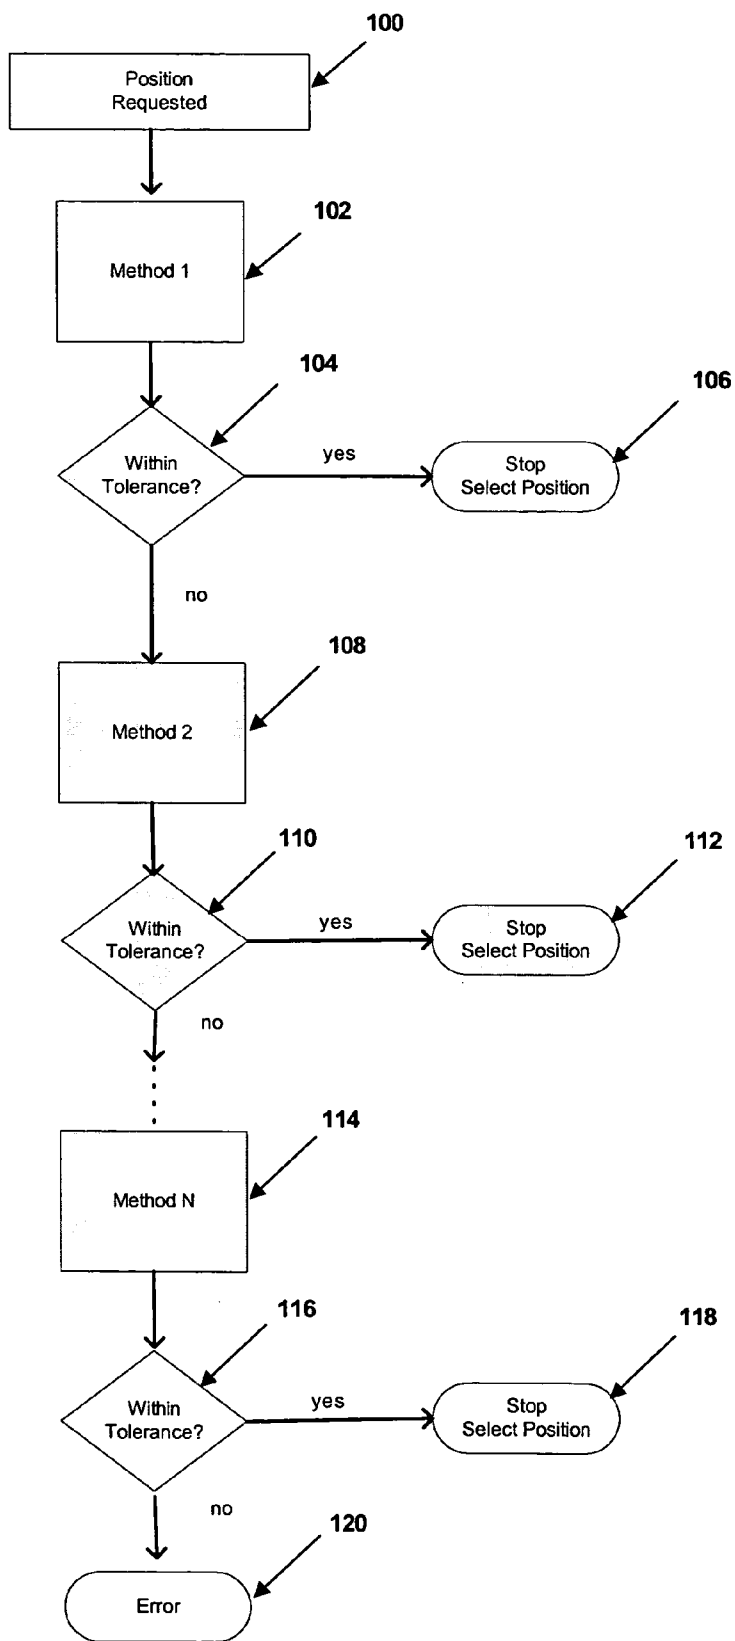 100
Position
Requested
102
Method 1
104
106
Within
Tolerance?
yes
Stop
Select Position
no
108
Method 2
110
112
Within
Tolerance?
yes
Stop
Select Position
no
114
Method N
116
118
Within
Tolerance?
yes
Stop
Select Position
no
120
Error